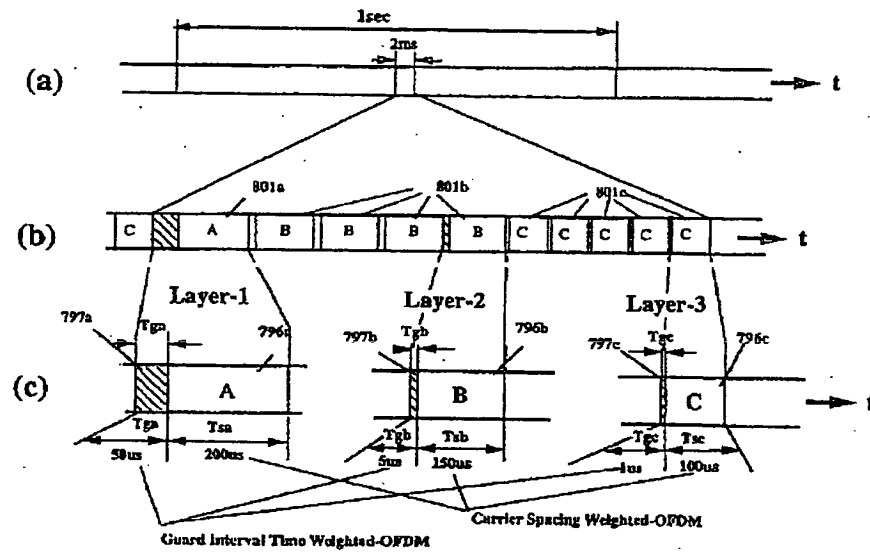 1sec
2ms
(a)
t
801a
801b
801c
(b)
C
A
B
B
B
B
C
C
C
C
C
t
Layer-1
Layer-2
Layer-3
797a
Tga
796a
797b
Tgb
796b
797c
Tgc
796c
(c)
A
B
C
t
Tga
Tsa
Tgb
Tsb
Tgc
Tsc
50us
200us
5us
150us
1us
100us
Guard Interval Time Weighted-OFDM
Carrier Spacing Weighted-OFDM